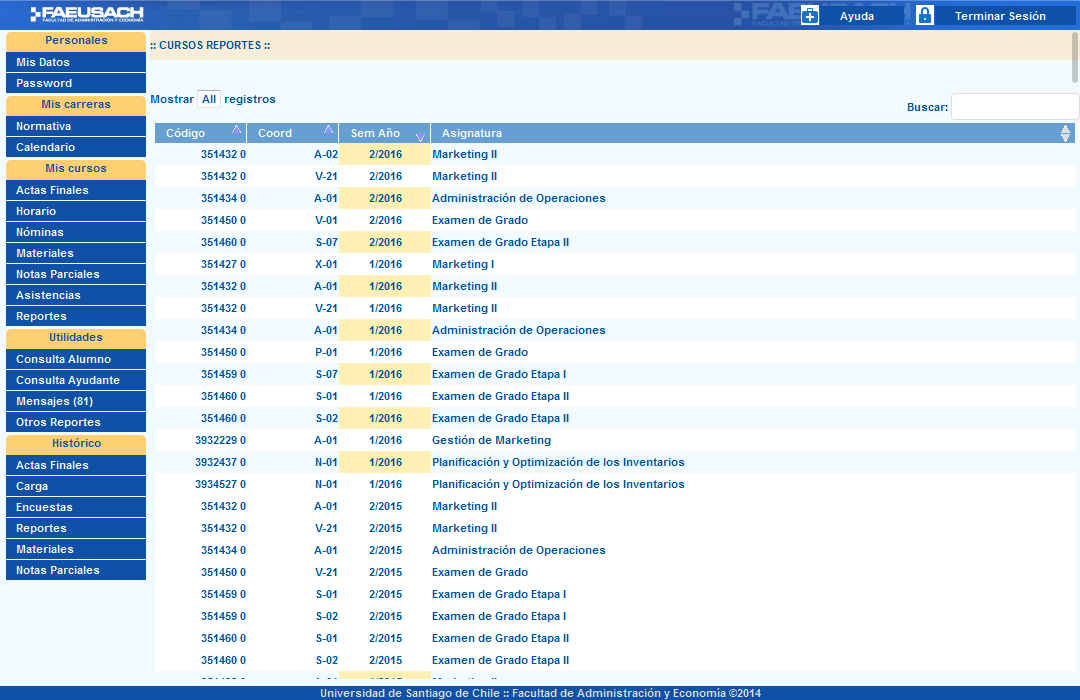 FAEUSACH
FACULTAD DE ADMINISTRACIÓN Y ECONOMÍA
Ayuda
Terminar Sesión
Personales
Mis Datos
Password
Mis carreras
Normativa
Calendario
Mis cursos
Actas Finales
Horario
Nóminas
Materiales
Notas Parciales
Asistencias
Reportes
Utilidades
Consulta Alumno
Consulta Ayudante
Mensajes (81)
Otros Reportes
Histórico
Actas Finales
Carga
Encuestas
Reportes
Materiales
Notas Parciales
:: CURSOS REPORTES ::
Mostrar All registros
Buscar:
Código Coord Sem Año Asignatura
351432 0 A-02 2/2016 Marketing II
351432 0 V-21 2/2016 Marketing II
351434 0 A-01 2/2016 Administración de Operaciones
351450 0 V-01 2/2016 Examen de Grado
351460 0 S-07 2/2016 Examen de Grado Etapa II
351427 0 X-01 1/2016 Marketing I
351432 0 A-01 1/2016 Marketing II
351432 0 V-21 1/2016 Marketing II
351434 0 A-01 1/2016 Administración de Operaciones
351450 0 P-01 1/2016 Examen de Grado
351459 0 S-07 1/2016 Examen de Grado Etapa I
351460 0 S-01 1/2016 Examen de Grado Etapa II
351460 0 S-02 1/2016 Examen de Grado Etapa II
3932229 0 A-01 1/2016 Gestión de Marketing
3932437 0 N-01 1/2016 Planificación y Optimización de los Inventarios
3934527 0 N-01 1/2016 Planificación y Optimización de los Inventarios
351432 0 A-01 2/2015 Marketing II
351432 0 V-21 2/2015 Marketing II
351434 0 A-01 2/2015 Administración de Operaciones
351450 0 V-21 2/2015 Examen de Grado
351459 0 S-01 2/2015 Examen de Grado Etapa I
351459 0 S-02 2/2015 Examen de Grado Etapa I
351460 0 S-01 2/2015 Examen de Grado Etapa II
351460 0 S-02 2/2015 Examen de Grado Etapa II
Universidad de Santiago de Chile :: Facultad de Administración y Economía ©2014